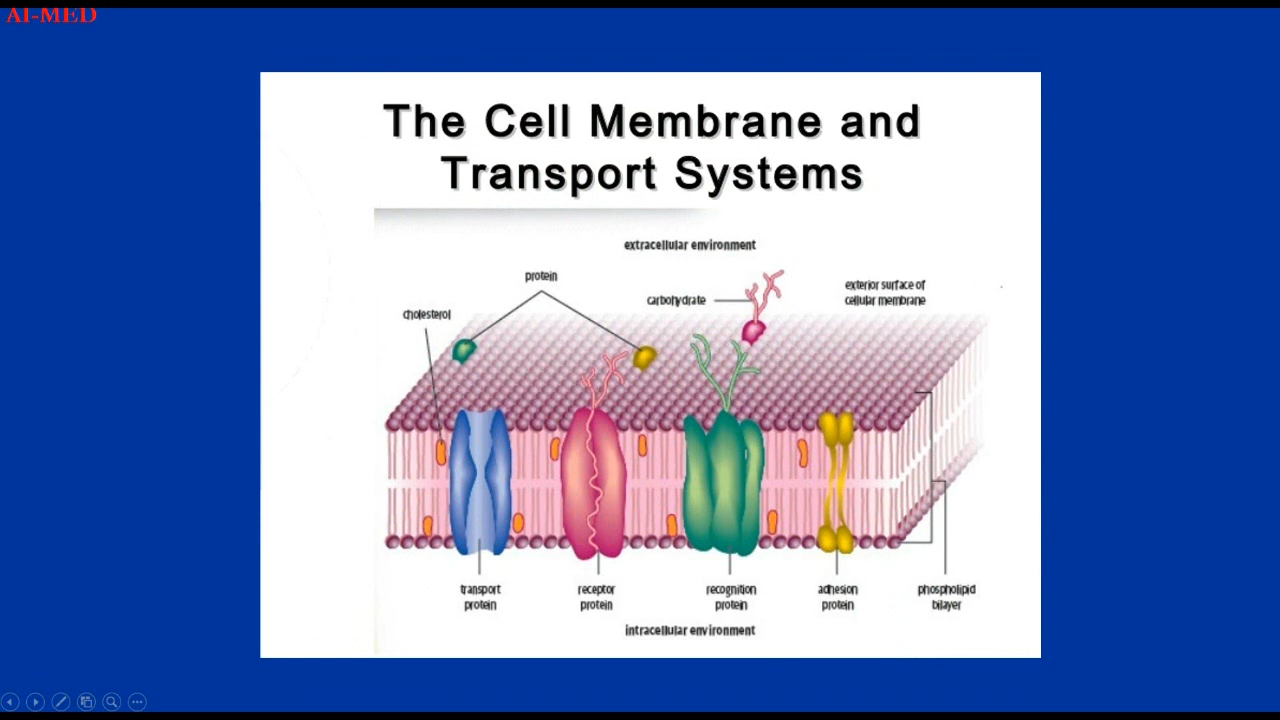 AI-MED
The Cell Membrane and
Transport Systems
extracellular environment
protein
carbohydrate
exterior surface of
cellular membrane
cholesterol
transport
protein
receptor
protein
recognition
protein
adhesion
protein
phospholipid
bilayer
intracellular environment